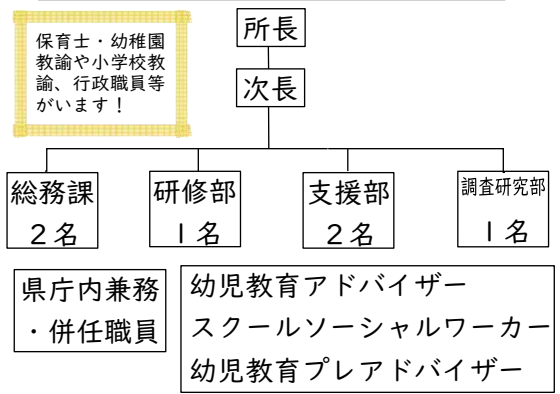 保育士・幼稚園
教諭や小学校教
諭、行政職員等
がいます！
所長
次長
総務課
２名
研修部
１名
支援部
２名
調査研究部
１名
県庁内兼務
・併任職員
幼児教育アドバイザー
スクールソーシャルワーカー
幼児教育プレアドバイザー